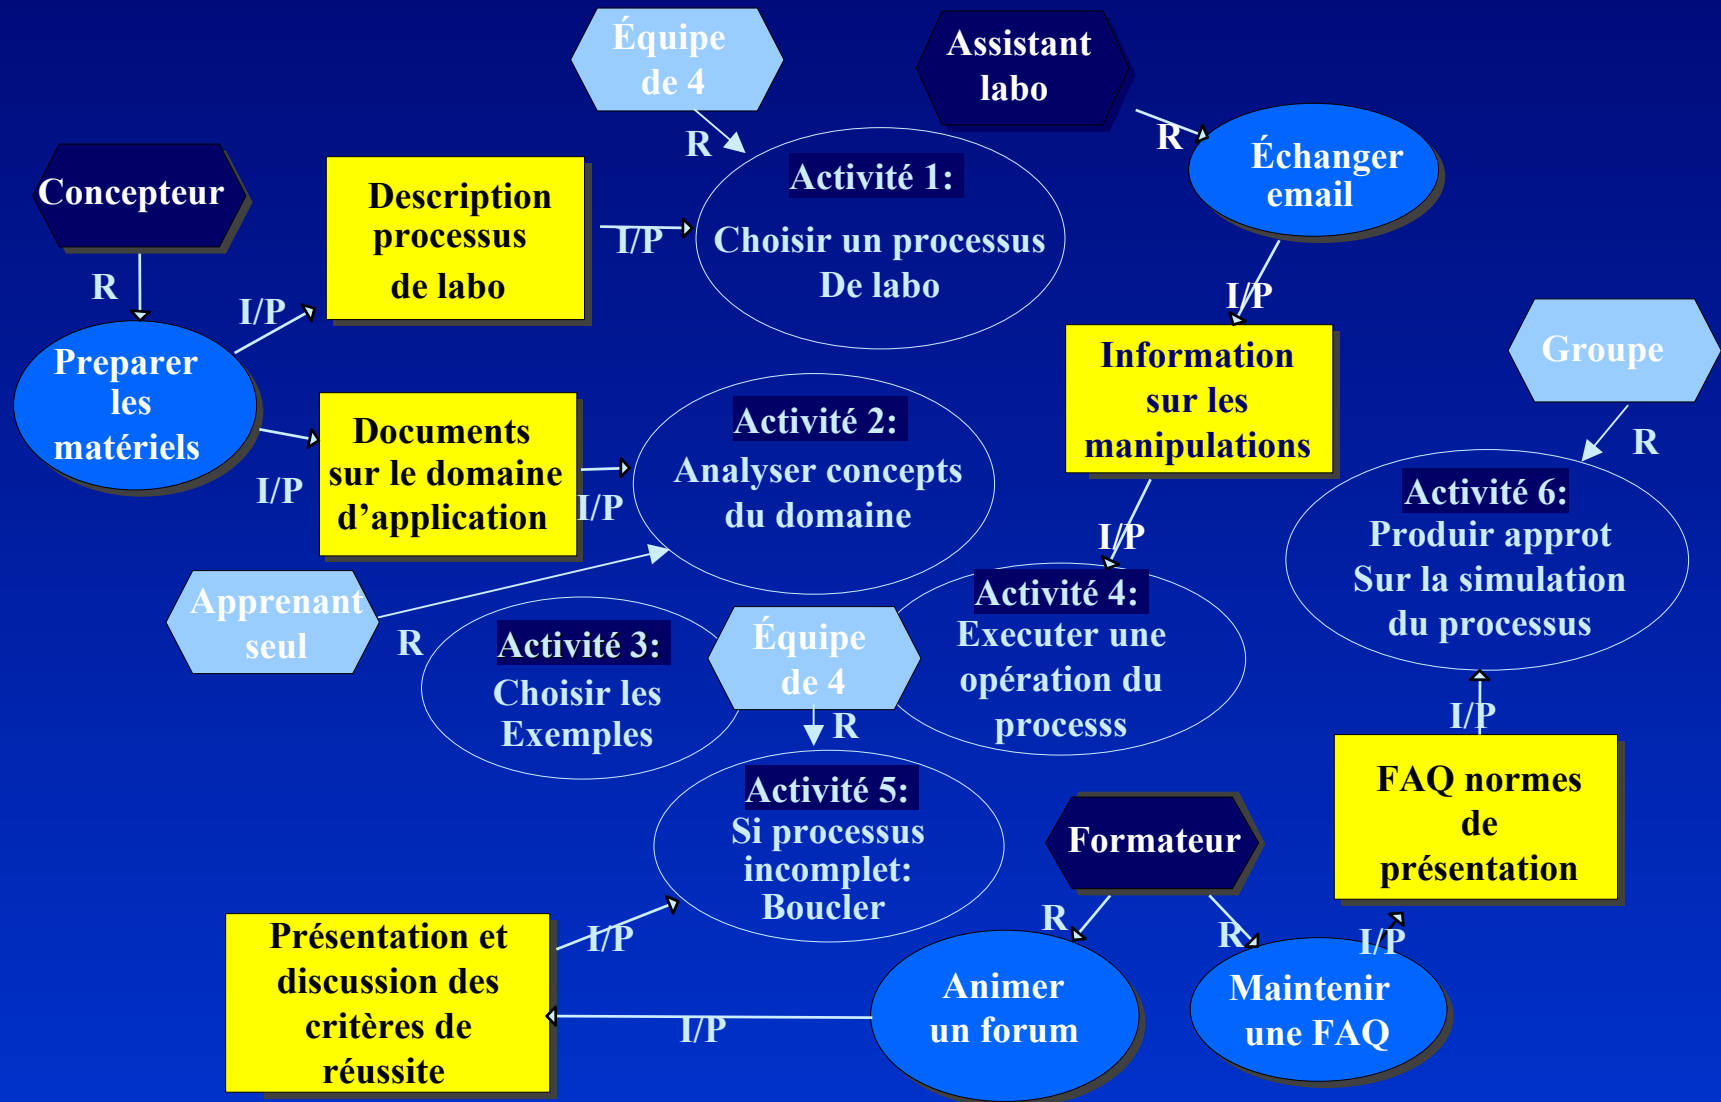 Équipe
de 4
Assistant
labo
R
R
Échanger
email
Concepteur
Description
processus
de labo
I/P
Activité 1:
Choisir un processus
De labo
R
I/P
I/P
Preparer
les
matériels
Information
sur les
manipulations
Groupe
R
I/P
Documents
sur le domaine
d’application
I/P
Activité 2:
Analyser concepts
du domaine
I/P
Activité 6:
Produir approt
Sur la simulation
du processus
Apprenant
seul
R
Activité 3:
Choisir les
Exemples
Équipe
de 4
R
Activité 4:
Executer une
opération du
processs
I/P
Activité 5:
Si processus
incomplet:
Boucler
Formateur
FAQ normes
de
présentation
R
R
I/P
Présentation et
discussion des
critères de
réussite
I/P
I/P
Animer
un forum
Maintenir
une FAQ